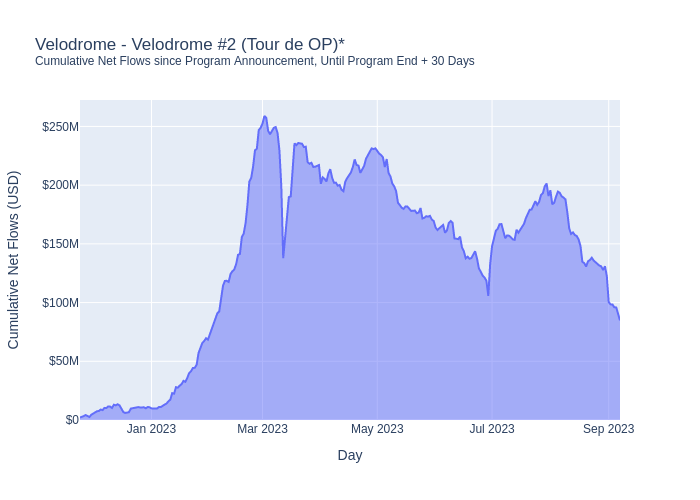 Velodrome - Velodrome #2 (Tour de OP)*
Cumulative Net Flows since Program Announcement, Until Program End + 30 Days
Cumulative Net Flows (USD)
$250M
$200M
$150M
$100M
$50M
$0
Jan 2023
Mar 2023
May 2023
Jul 2023
Sep 2023
Day